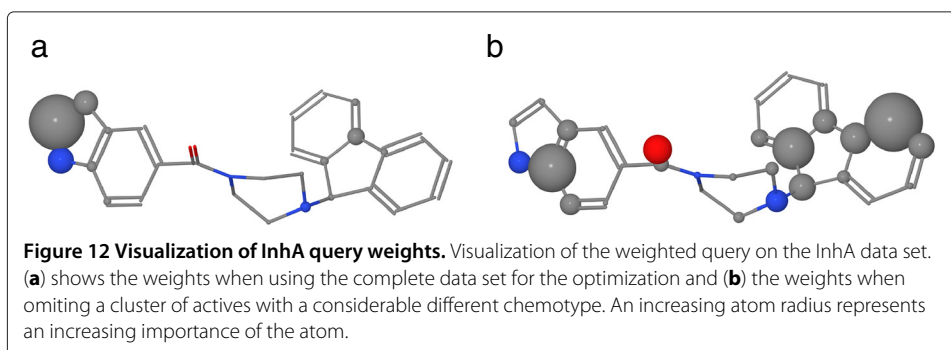 a
b
Figure 12 Visualization of InhA query weights. Visualization of the weighted query on the InhA data set.
(a) shows the weights when using the complete data set for the optimization and (b) the weights when
omiting a cluster of actives with a considerable different chemotype. An increasing atom radius represents
an increasing importance of the atom.